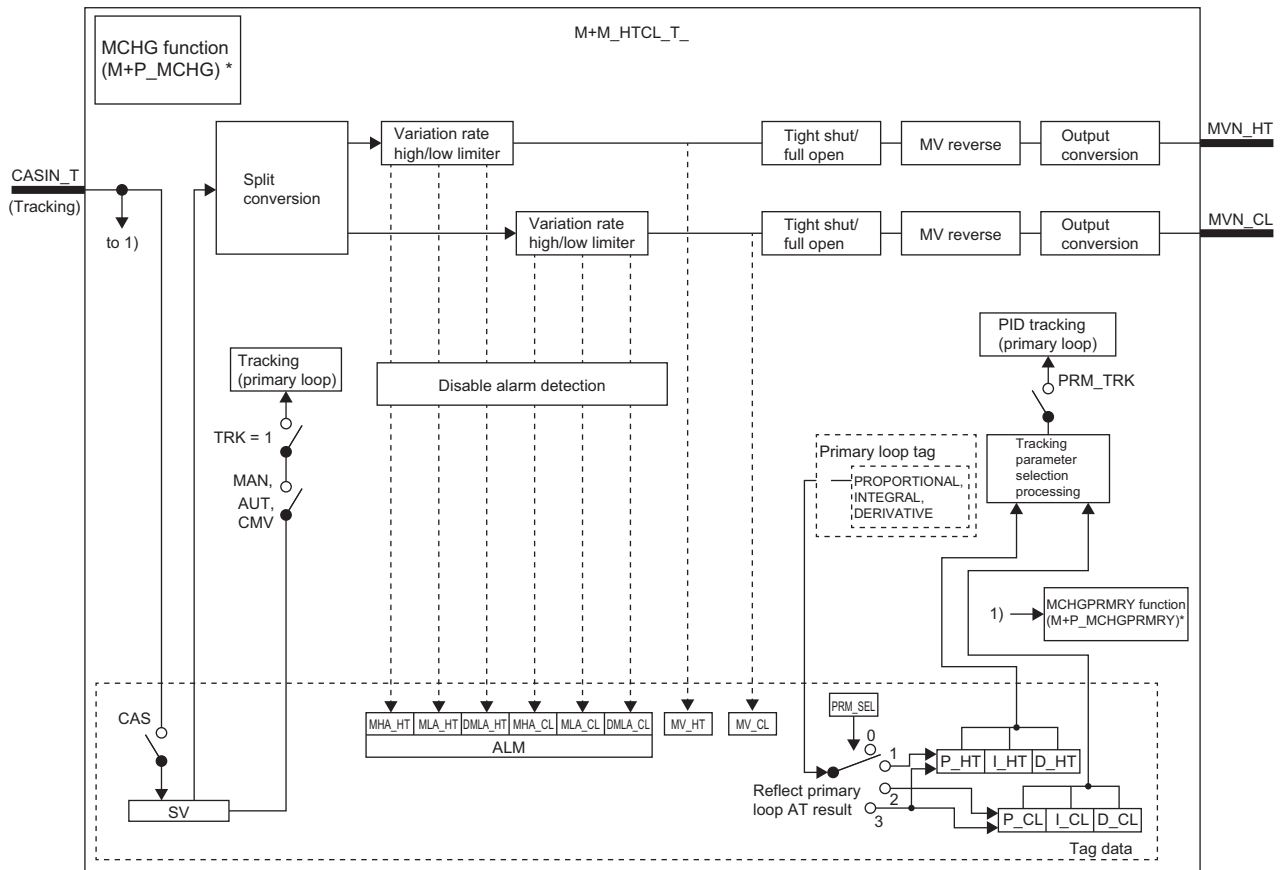 M+M_HTCL_T_
MCHG function
(M+P_MCHG) *
CASIN_T
(Tracking)
to 1)
Split
conversion
Variation rate
high/low limiter
Tight shut/
full open
MV reverse
Output
conversion
MVN_HT
Variation rate
high/low limiter
Tight shut/
full open
MV reverse
Output
conversion
MVN_CL
Tracking
(primary loop)
TRK = 1
MAN,
AUT,
CMV
Disable alarm detection
PID tracking
(primary loop)
PRM_TRK
Tracking
parameter
selection
processing
Primary loop tag
PROPORTIONAL,
INTEGRAL,
DERIVATIVE
1)
MCHGPRMRY function
(M+P_MCHGPRMRY)*
CAS
SV
MHA_HT MLA_HT DMLA_HT MHA_CL MLA_CL DMLA_CL
ALM
MV_HT
MV_CL
PRM_SEL
0
1
2
3
Reflect primary
loop AT result
P_HT I_HT D_HT
P_CL I_CL D_CL
Tag data